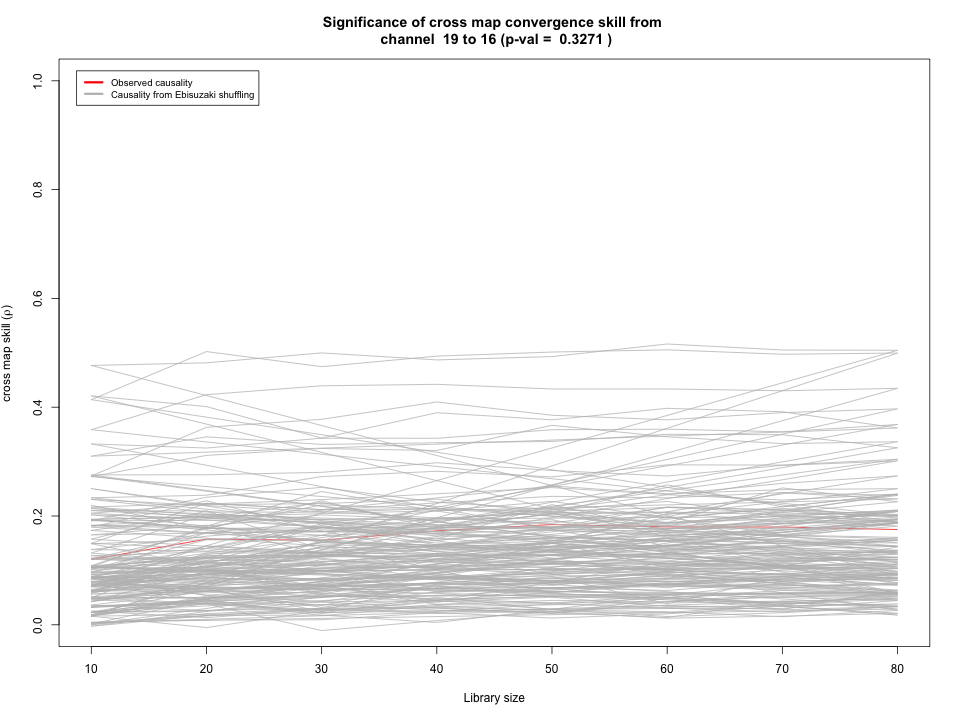 Significance of cross map convergence skill from
channel  19 to 16 (p-val =  0.3271 )
Observed causality
Causality from Ebisuzaki shuffling
cross map skill (ρ)
1.0
0.8
0.6
0.4
0.2
0.0
10 20 30 40 50 60 70 80
Library size